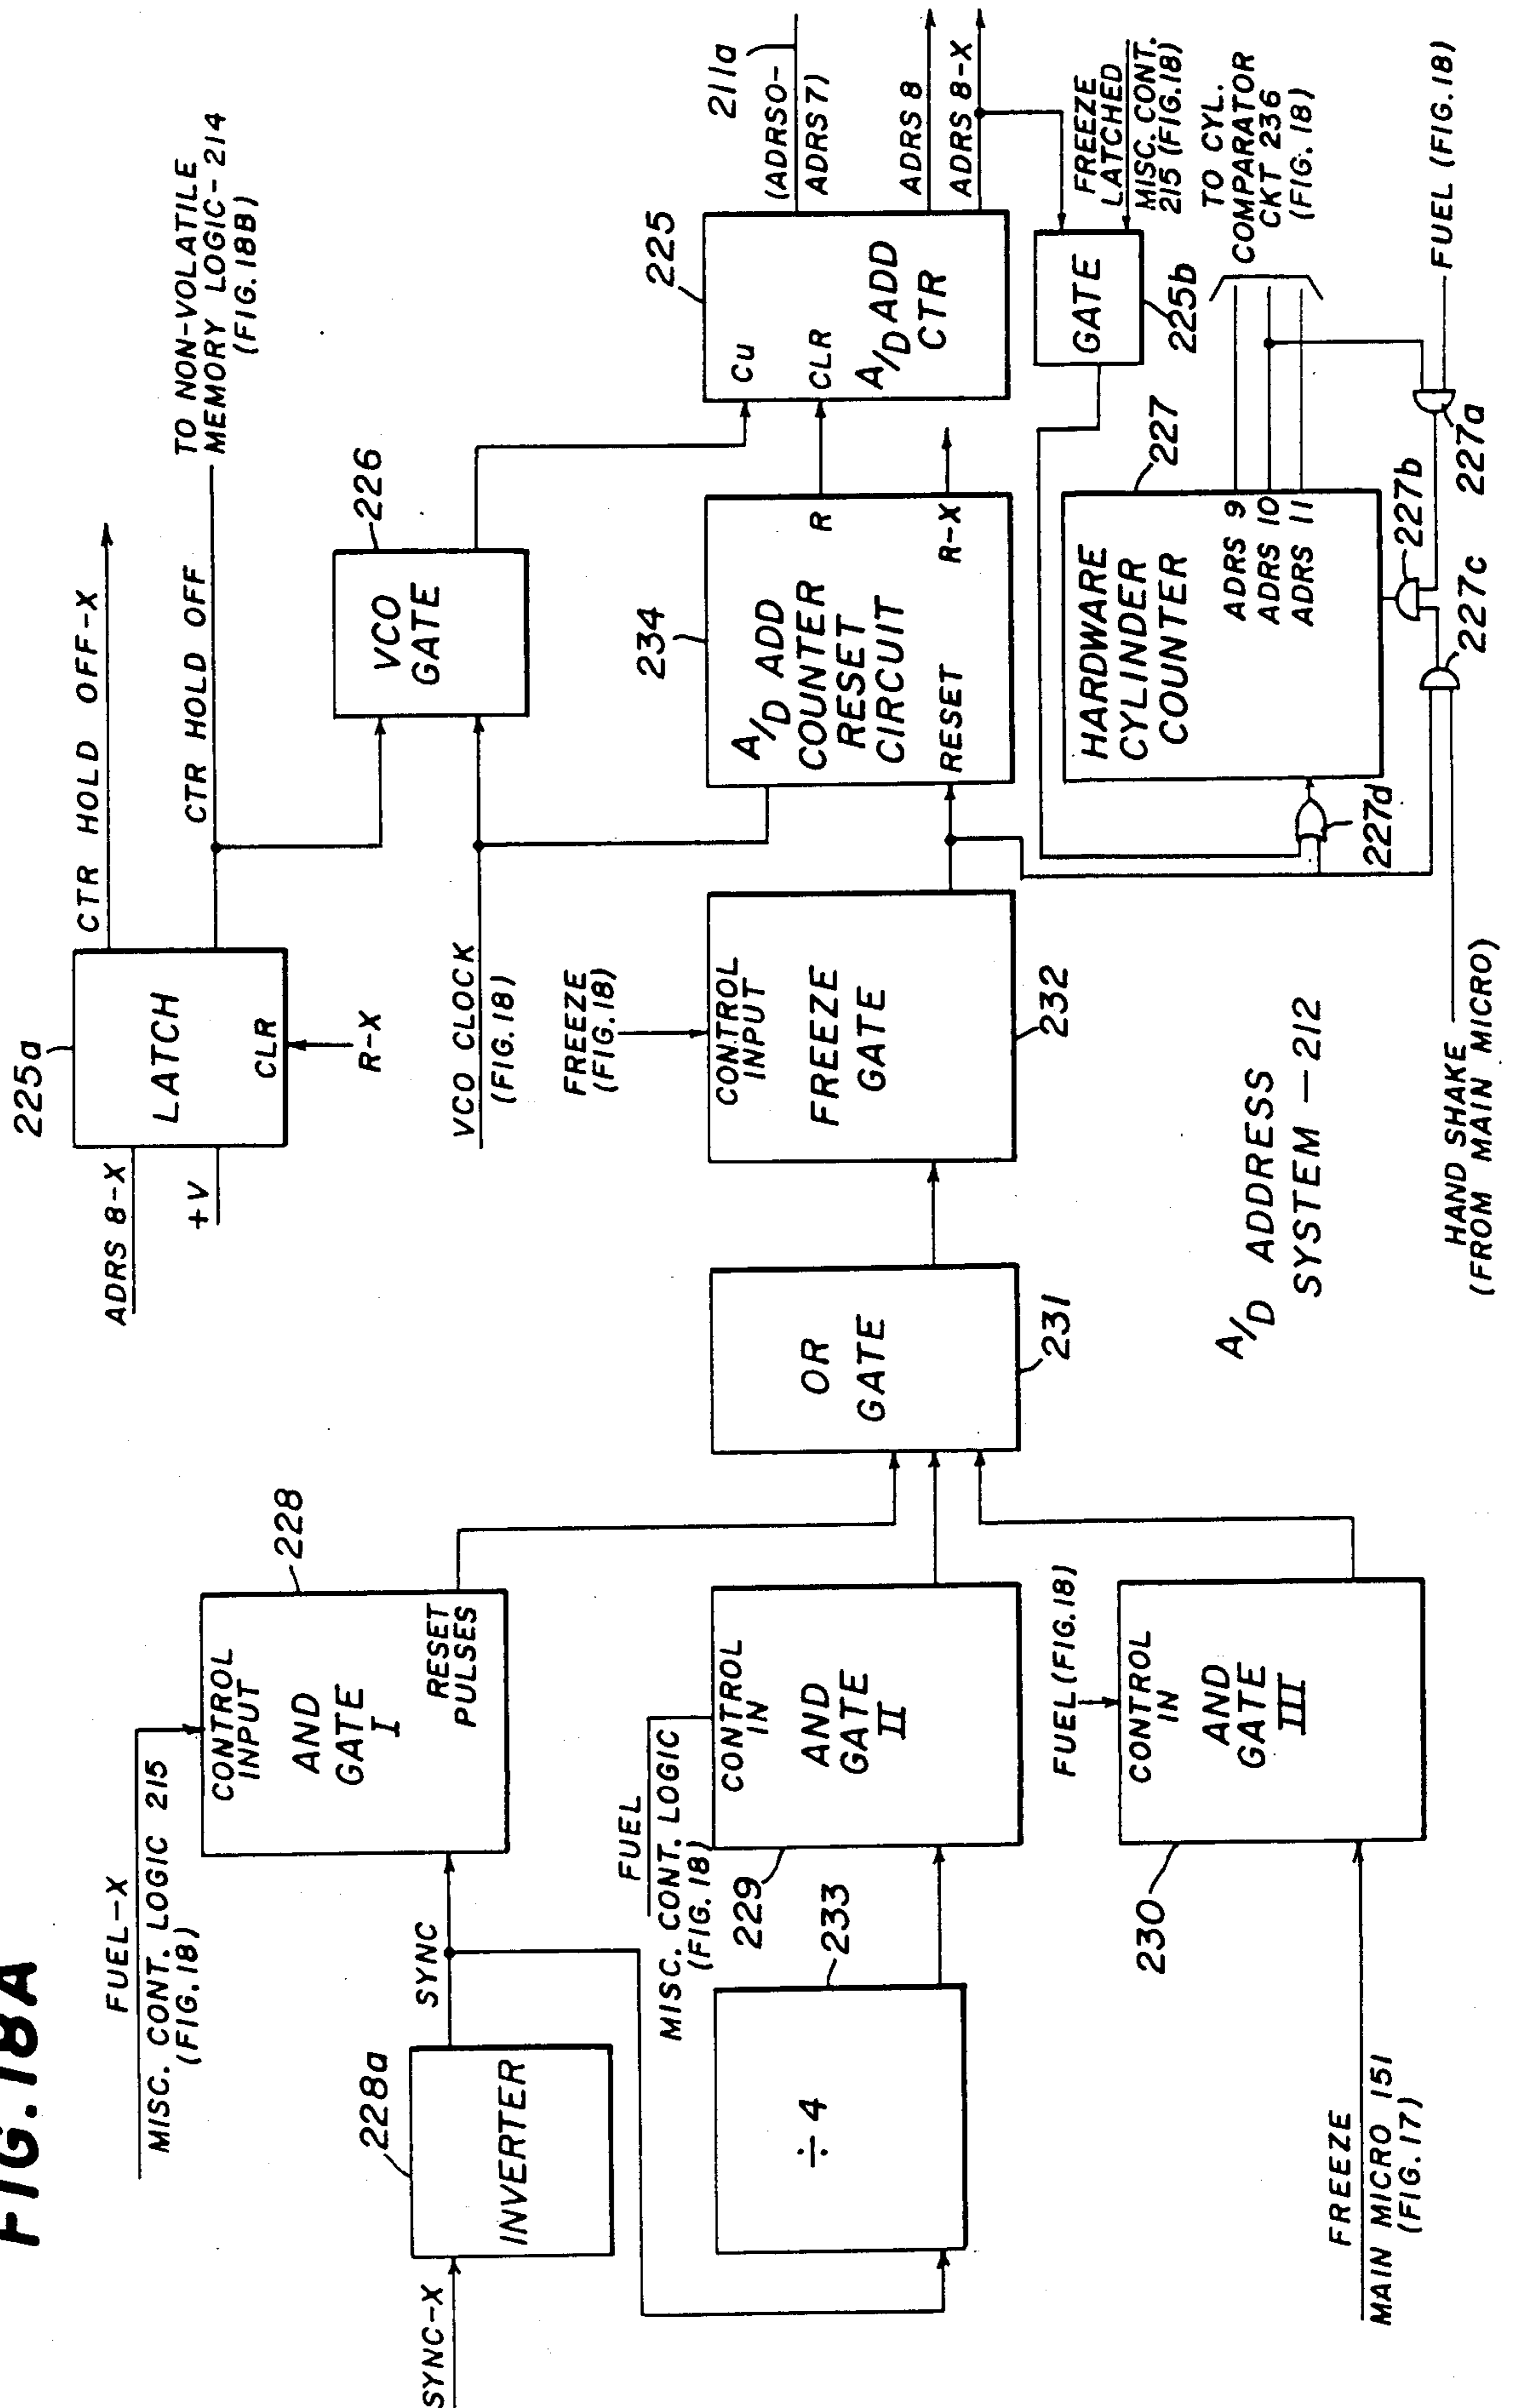 FIG. 18A
FUEL-X
MISC. CONT. LOGIC 215
(FIG. 18)
228
CONTROL
INPUT
AND
GATE
I
RESET
PULSES
SYNC-X
228a
INVERTER
SYNC
÷ 4
233
FUEL
MISC. CONT. LOGIC
(FIG. 18)
229
CONTROL
IN
AND
GATE
II
FUEL (FIG. 18)
CONTROL
IN
AND
GATE
III
230
FREEZE
MAIN MICRO 151
(FIG. 17)
OR
GATE
231
225a
ADRS 8-X
+V
LATCH
CLR
R-X
CTR HOLD OFF-X
CTR HOLD OFF
TO NON-VOLATILE
MEMORY LOGIC-214
(FIG. 18B)
VCO CLOCK
(FIG. 18)
VCO
GATE
226
FREEZE
(FIG. 18)
CONTROL
INPUT
FREEZE
GATE
232
234
A/D ADD
COUNTER
RESET
CIRCUIT
RESET
R
R-X
225
Cu
CLR
A/D ADD
CTR
211a
(ADRS0-
ADRS 7)
ADRS 8
ADRS 8-X
FREEZE
LATCHED
MISC. CONT.
215 (FIG. 18)
GATE
225b
HARDWARE
CYLINDER
COUNTER
227
ADRS 9
ADRS 10
ADRS 11
TO CYL.
COMPARATOR
CKT 236
(FIG. 18)
227d
227c
227b
227a
FUEL (FIG. 18)
HAND SHAKE
(FROM MAIN MICRO)
A/D ADDRESS
SYSTEM - 212